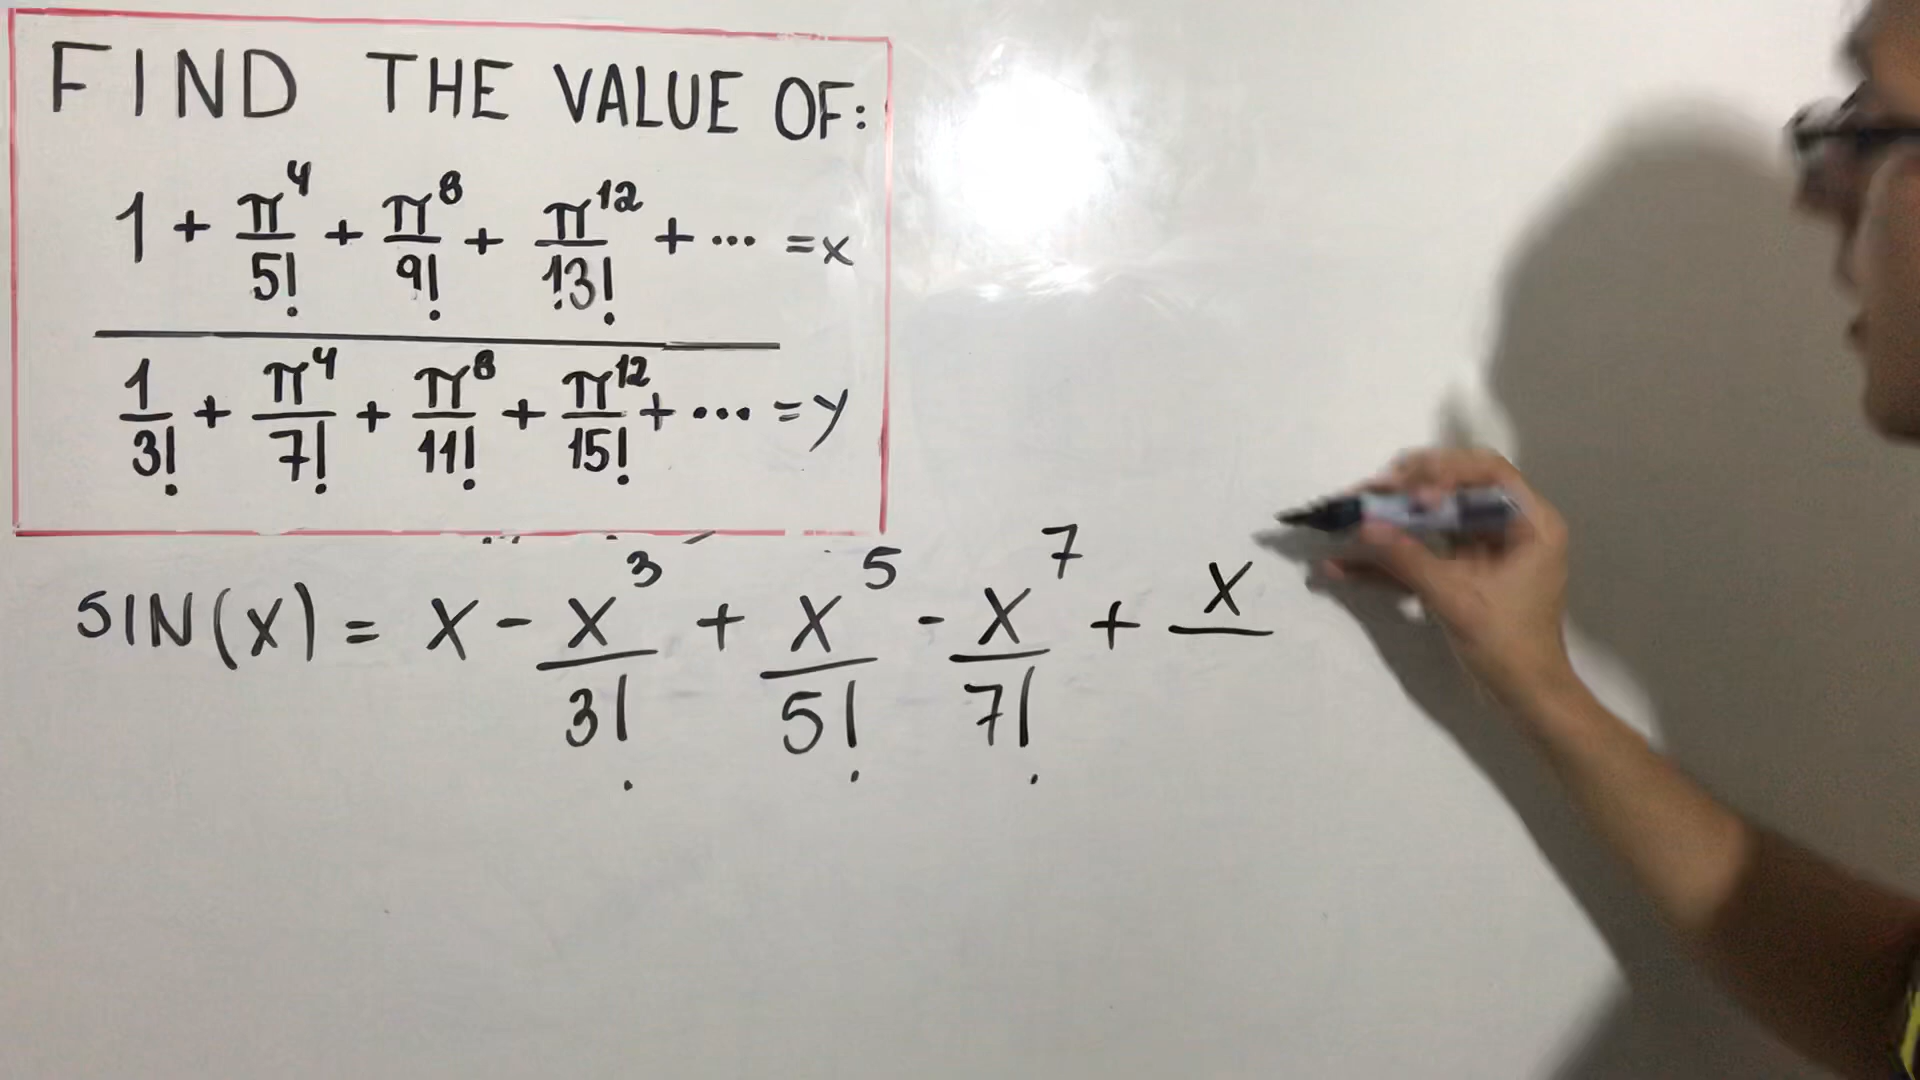 FIND THE VALUE OF:
1 + π⁴/5! + π⁸/9! + π¹²/13! + ... = x
1/3! + π⁴/7! + π⁸/11! + π¹²/15! + ... = y
SIN(X) = X - X³/3! + X⁵/5! - X⁷/7! + X